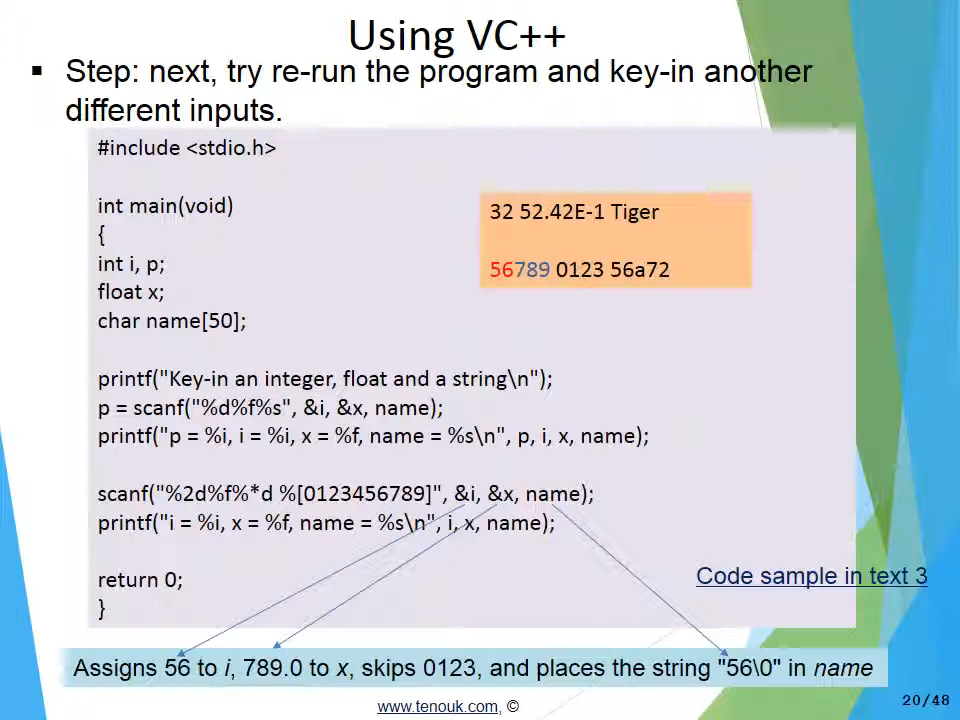 Using VC++
▪ Step: next, try re-run the program and key-in another
different inputs.
#include <stdio.h>
int main(void)
{
int i, p;
float x;
char name[50];
32 52.42E-1 Tiger
56789 0123 56a72
printf("Key-in an integer, float and a string\n");
p = scanf("%d%f%s", &i, &x, name);
printf("p = %i, i = %i, x = %f, name = %s\n", p, i, x, name);
scanf("%2d%f%*d %[0123456789]", &i, &x, name);
printf("i = %i, x = %f, name = %s\n", i, x, name);
return 0;
}
Code sample in text 3
Assigns 56 to i, 789.0 to x, skips 0123, and places the string "56\0" in name
www.tenouk.com, ©
20/48